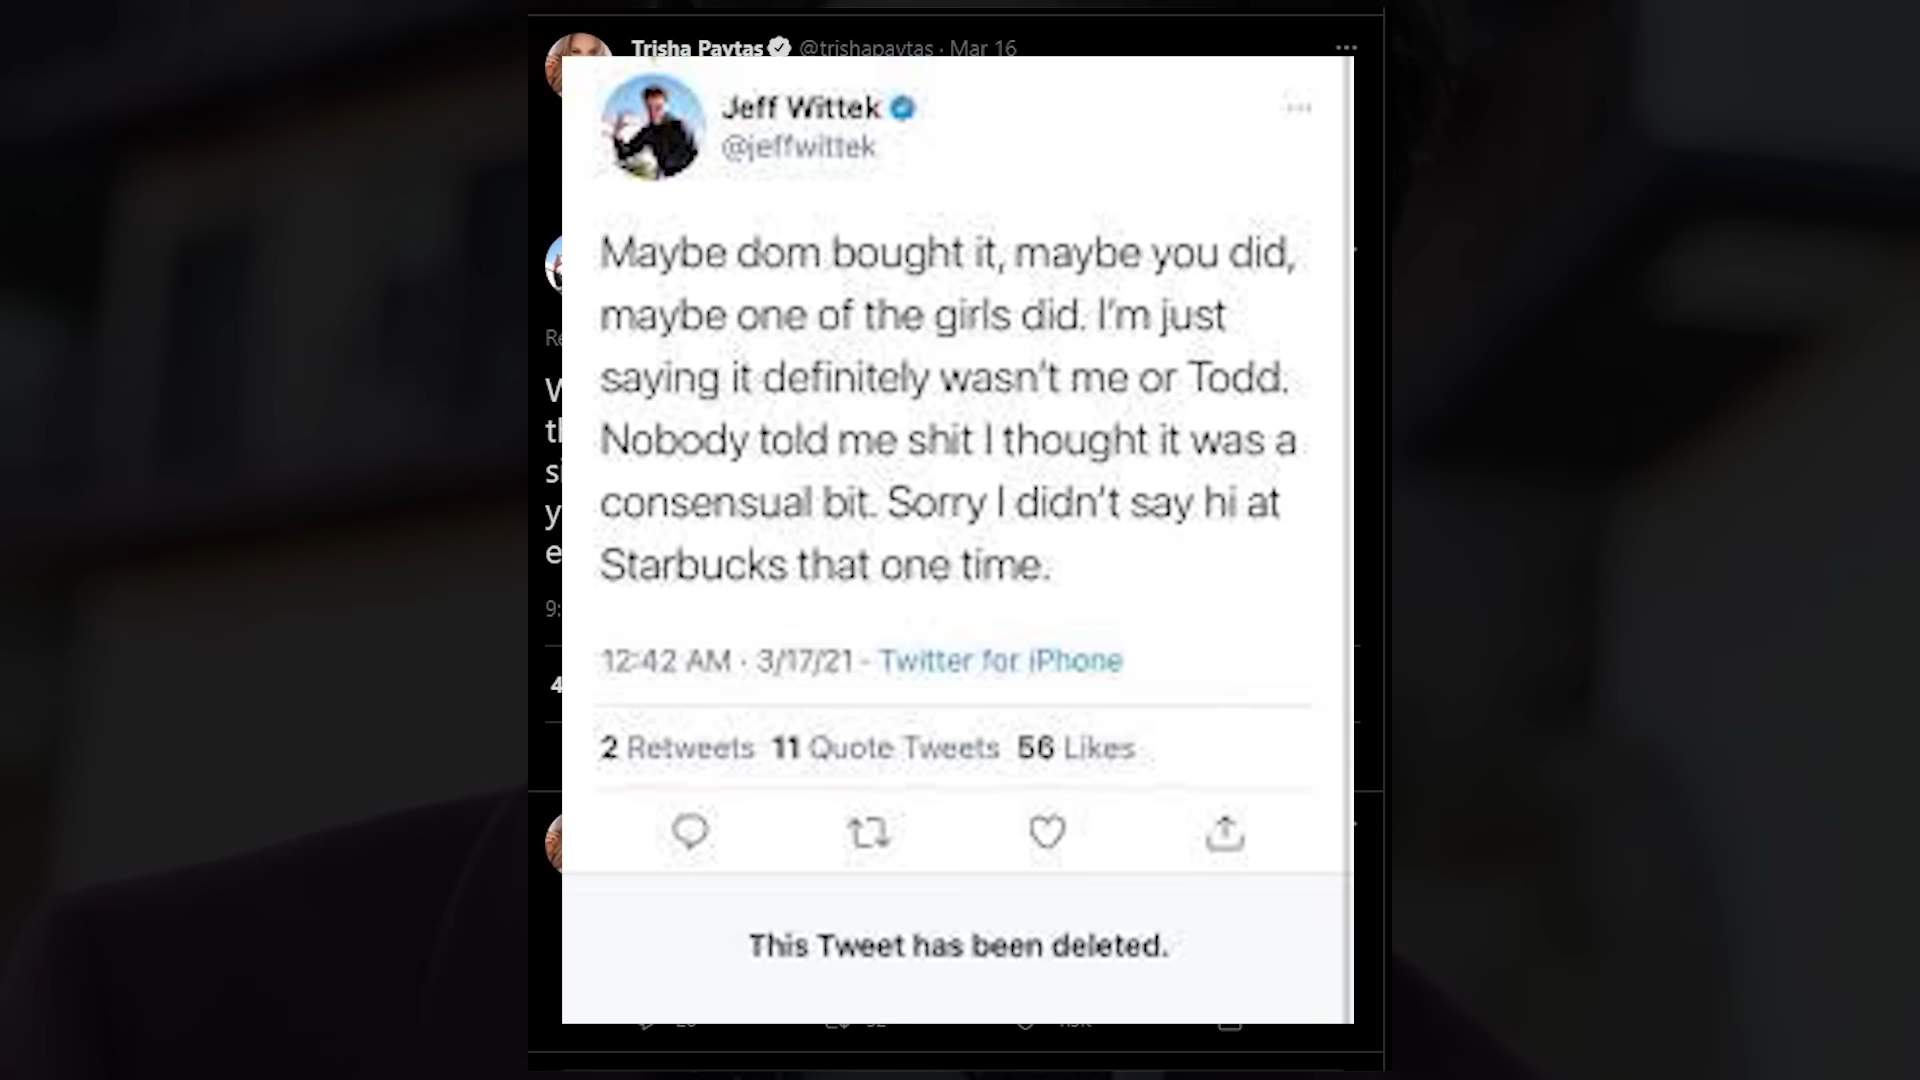 Trisha Paytas @trishapaytas · Mar 16
Jeff Wittek
@jeffwittek
Maybe dom bought it, maybe you did,
maybe one of the girls did. I'm just
saying it definitely wasn't me or Todd.
Nobody told me shit I thought it was a
consensual bit. Sorry I didn't say hi at
Starbucks that one time.
12:42 AM · 3/17/21 · Twitter for iPhone
2 Retweets 11 Quote Tweets 56 Likes
This Tweet has been deleted.